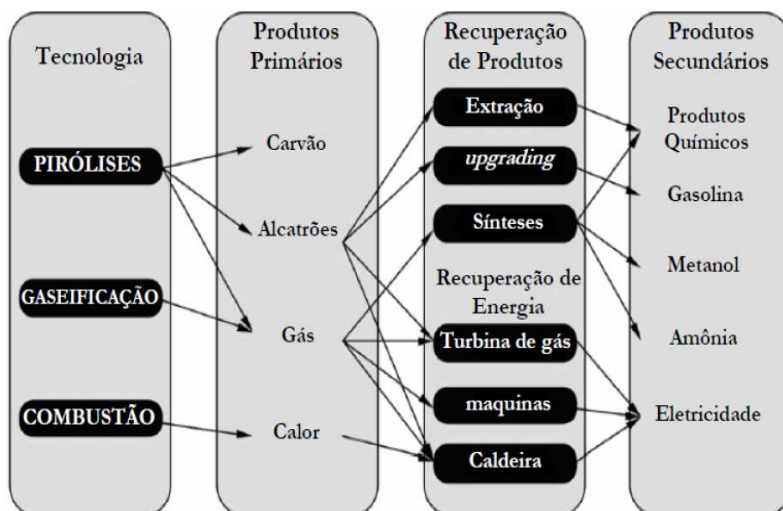 Tecnologia
PIRÓLISES
GASEIFICAÇÃO
COMBUSTÃO
Produtos
Primários
Carvão
Alcatrões
Gás
Calor
Recuperação
de Produtos
Extração
upgrading
Sínteses
Recuperação de
Energia
Turbina de gás
maquinas
Caldeira
Produtos
Secundários
Produtos
Químicos
Gasolina
Metanol
Amônia
Eletricidade